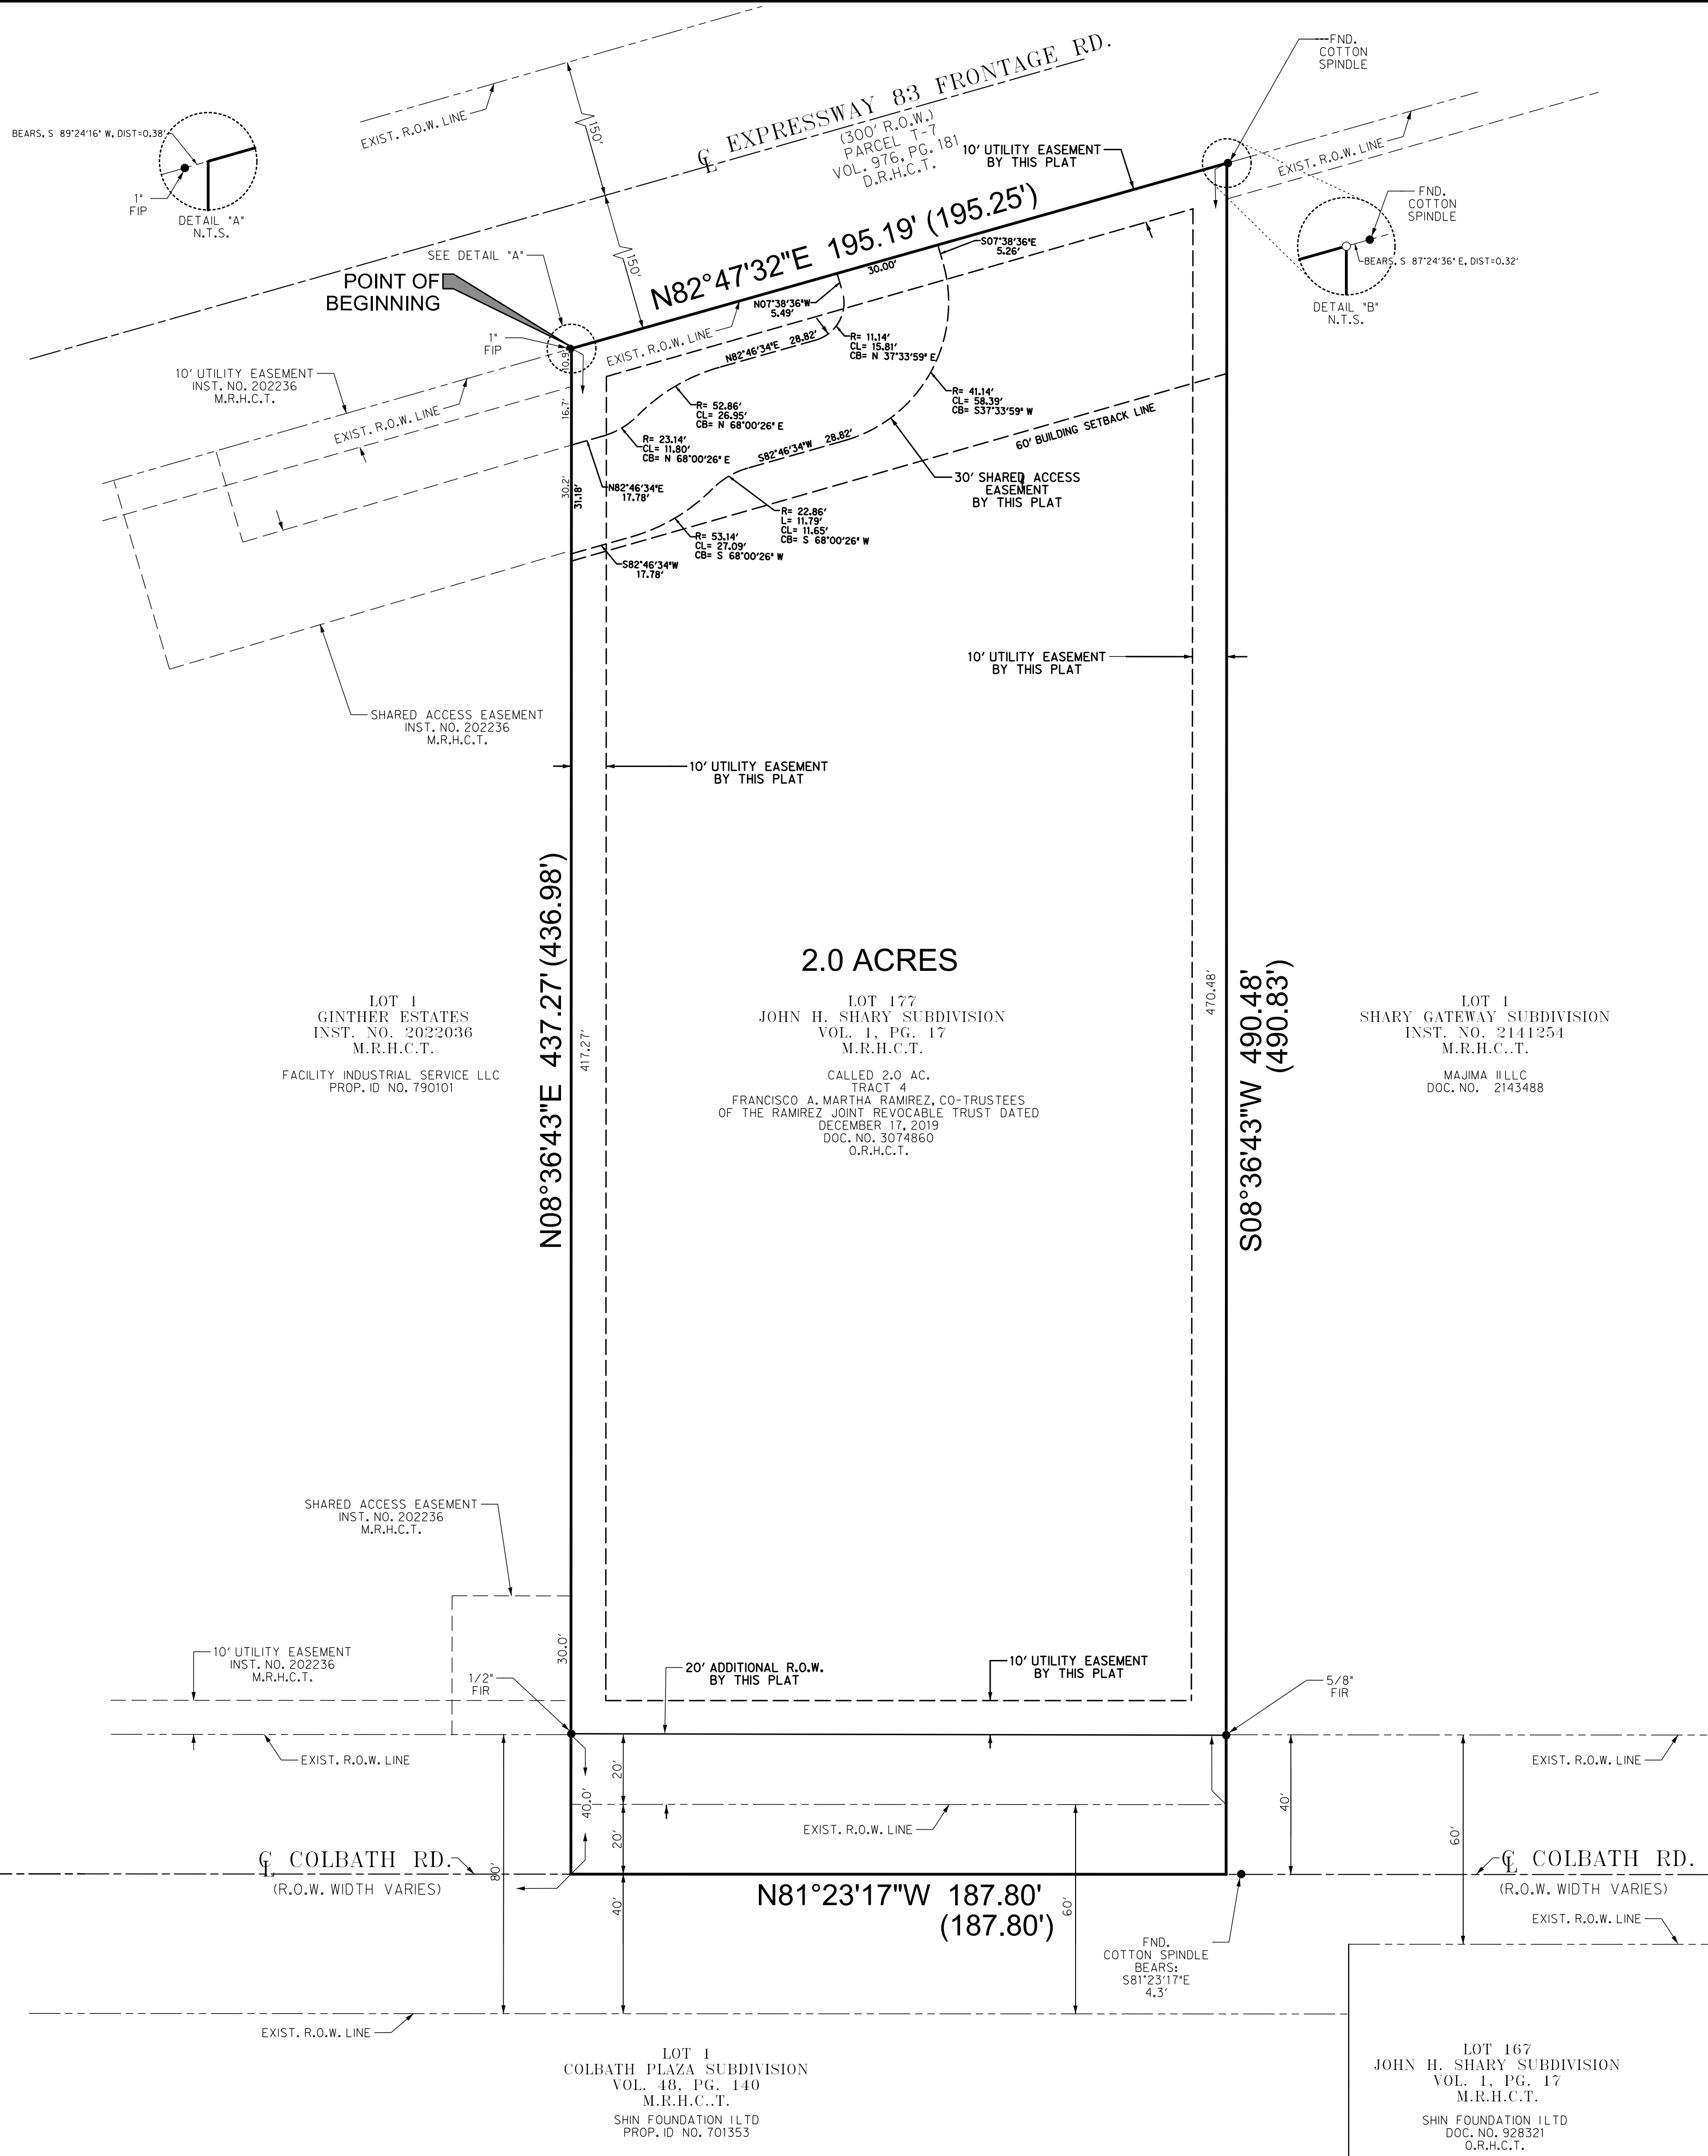 FND.
COTTON
SPINDLE
150'
EXIST. R.O.W. LINE
℄ EXPRESSWAY 83 FRONTAGE RD.
(300' R.O.W.)
PARCEL T-7
VOL. 976, PG. 181
D.R.H.C.T.
BEARS, S 89°24'16" W, DIST=0.38'
1"
FIP
DETAIL "A"
N.T.S.
10' UTILITY EASEMENT
BY THIS PLAT
EXIST. R.O.W. LINE
FND.
COTTON
SPINDLE
BEARS, S 87°24'36" E, DIST=0.32'
DETAIL "B"
N.T.S.
150'
SEE DETAIL "A"
POINT OF
BEGINNING
1"
FIP
N82°47'32"E 195.19' (195.25')
S07°38'36"E
5.26'
30.00'
N07°38'36"W
5.49'
EXIST. R.O.W. LINE
N82°46'34"E 28.82'
R= 11.14'
CL= 15.81'
CB= N 37°33'59" E
10.9'
10' UTILITY EASEMENT
INST. NO. 202236
M.R.H.C.T.
EXIST. R.O.W. LINE
16.7'
R= 52.86'
CL= 26.95'
CB= N 68°00'26" E
R= 41.14'
CL= 58.39'
CB= S37°33'59" W
R= 23.14'
CL= 11.80'
CB= N 68°00'26" E
S82°46'34"W 28.82'
60' BUILDING SETBACK LINE
30' SHARED ACCESS
EASEMENT
BY THIS PLAT
30.2'
31.18'
N82°46'34"E
17.78'
R= 22.86'
L= 11.79'
CL= 11.65'
CB= S 68°00'26" W
R= 53.14'
CL= 27.09'
CB= S 68°00'26" W
S82°46'34"W
17.78'
10' UTILITY EASEMENT
BY THIS PLAT
SHARED ACCESS EASEMENT
INST. NO. 202236
M.R.H.C.T.
10' UTILITY EASEMENT
BY THIS PLAT
N08°36'43"E 437.27' (436.98')
417.27'
2.0 ACRES
LOT 177
JOHN H. SHARY SUBDIVISION
VOL. 1, PG. 17
M.R.H.C.T.
CALLED 2.0 AC.
TRACT 4
FRANCISCO A. MARTHA RAMIREZ, CO-TRUSTEES
OF THE RAMIREZ JOINT REVOCABLE TRUST DATED
DECEMBER 17, 2019
DOC. NO. 3074860
O.R.H.C.T.
470.48'
S08°36'43"W 490.48'
(490.83')
LOT 1
GINTHER ESTATES
INST. NO. 2022036
M.R.H.C.T.
FACILITY INDUSTRIAL SERVICE LLC
PROP. ID NO. 790101
LOT 1
SHARY GATEWAY SUBDIVISION
INST. NO. 2141254
M.R.H.C..T.
MAJIMA II LLC
DOC. NO. 2143488
SHARED ACCESS EASEMENT
INST. NO. 202236
M.R.H.C.T.
30.0'
10' UTILITY EASEMENT
INST. NO. 202236
M.R.H.C.T.
1/2"
FIR
20' ADDITIONAL R.O.W.
BY THIS PLAT
10' UTILITY EASEMENT
BY THIS PLAT
5/8"
FIR
EXIST. R.O.W. LINE
EXIST. R.O.W. LINE
20'
40.0'
40'
20'
EXIST. R.O.W. LINE
60'
80'
℄ COLBATH RD.
(R.O.W. WIDTH VARIES)
℄ COLBATH RD.
(R.O.W. WIDTH VARIES)
EXIST. R.O.W. LINE
N81°23'17"W 187.80'
(187.80')
40'
60'
FND.
COTTON SPINDLE
BEARS:
S81°23'17"E
4.3'
EXIST. R.O.W. LINE
LOT 1
COLBATH PLAZA SUBDIVISION
VOL. 48, PG. 140
M.R.H.C..T.
SHIN FOUNDATION I LTD
PROP. ID NO. 701353
LOT 167
JOHN H. SHARY SUBDIVISION
VOL. 1, PG. 17
M.R.H.C.T.
SHIN FOUNDATION I LTD
DOC. NO. 928321
O.R.H.C.T.